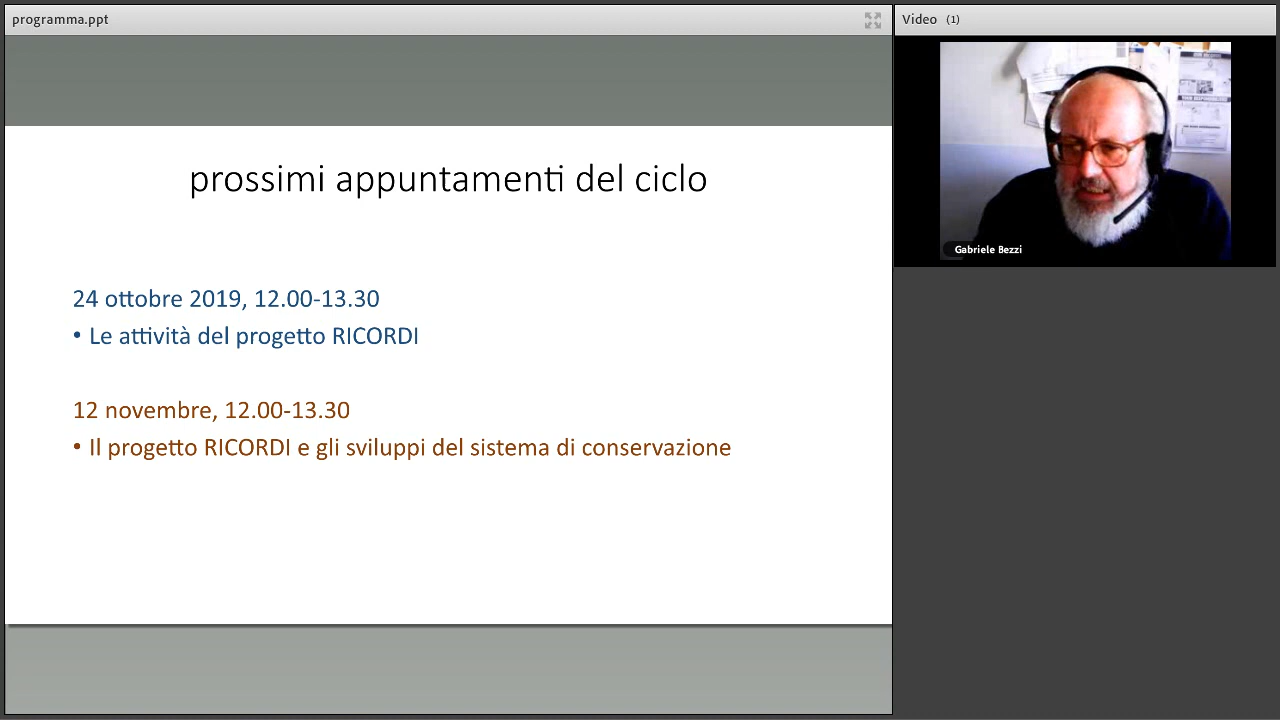 programma.ppt
Video (1)
prossimi appuntamenti del ciclo
24 ottobre 2019, 12.00-13.30
• Le attività del progetto RICORDI
12 novembre, 12.00-13.30
• Il progetto RICORDI e gli sviluppi del sistema di conservazione
Gabriele Bezzi